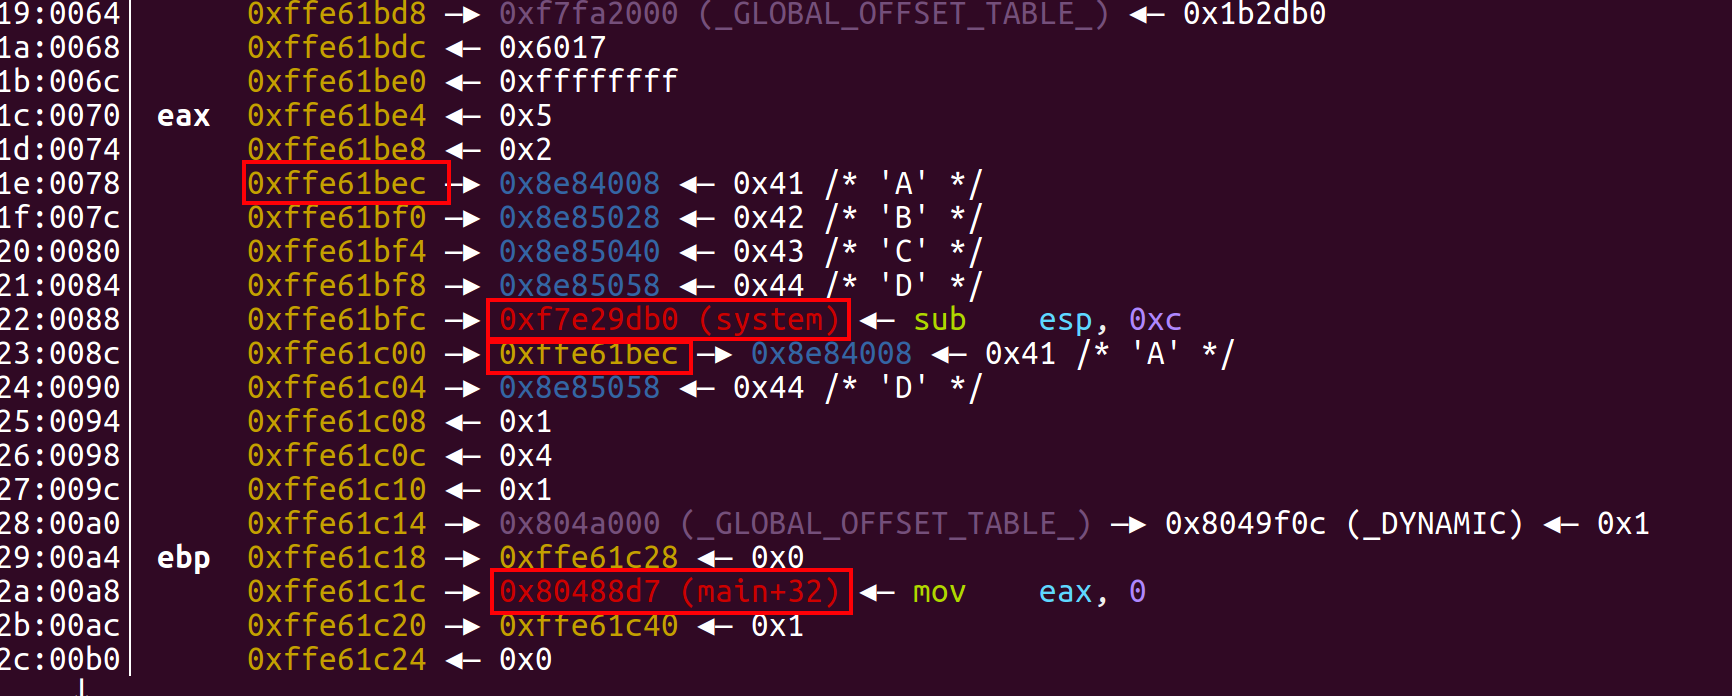 19:0064 0xffe61bd8 —▸ 0xf7fa2000 (_GLOBAL_OFFSET_TABLE_) ◂— 0x1b2db0
1a:0068 0xffe61bdc ◂— 0x6017
1b:006c 0xffe61be0 ◂— 0xffffffff
1c:0070 eax 0xffe61be4 ◂— 0x5
1d:0074 0xffe61be8 ◂— 0x2
1e:0078 0xffe61bec —▸ 0x8e84008 ◂— 0x41 /* 'A' */
1f:007c 0xffe61bf0 —▸ 0x8e85028 ◂— 0x42 /* 'B' */
20:0080 0xffe61bf4 —▸ 0x8e85040 ◂— 0x43 /* 'C' */
21:0084 0xffe61bf8 —▸ 0x8e85058 ◂— 0x44 /* 'D' */
22:0088 0xffe61bfc —▸ 0xf7e29db0 (system) ◂— sub esp, 0xc
23:008c 0xffe61c00 —▸ 0xffe61bec —▸ 0x8e84008 ◂— 0x41 /* 'A' */
24:0090 0xffe61c04 —▸ 0x8e85058 ◂— 0x44 /* 'D' */
25:0094 0xffe61c08 ◂— 0x1
26:0098 0xffe61c0c ◂— 0x4
27:009c 0xffe61c10 ◂— 0x1
28:00a0 0xffe61c14 —▸ 0x804a000 (_GLOBAL_OFFSET_TABLE_) —▸ 0x8049f0c (_DYNAMIC) ◂— 0x1
29:00a4 ebp 0xffe61c18 —▸ 0xffe61c28 ◂— 0x0
2a:00a8 0xffe61c1c —▸ 0x80488d7 (main+32) ◂— mov eax, 0
2b:00ac 0xffe61c20 —▸ 0xffe61c40 ◂— 0x1
2c:00b0 0xffe61c24 ◂— 0x0